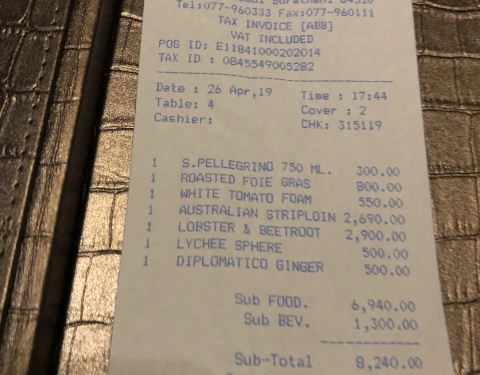 Tel:077-960333 Fax:077-960111
TAX INVOICE [ABB]
VAT INCLUDED
POS ID: E11841000202014
TAX ID : 0845549005282
Date : 26 Apr,19 Time : 17:44
Table: 4 Cover : 2
Cashier: CHK: 315119
1 S.PELLEGRINO 750 ML. 300.00
1 ROASTED FOIE GRAS 800.00
1 WHITE TOMATO FOAM 550.00
1 AUSTRALIAN STRIPLOIN 2,690.00
1 LOBSTER & BEETROOT 2,900.00
1 LYCHEE SPHERE 500.00
1 DIPLOMATICO GINGER 500.00
Sub FOOD. 6,940.00
Sub BEV. 1,300.00
Sub-Total 8,240.00